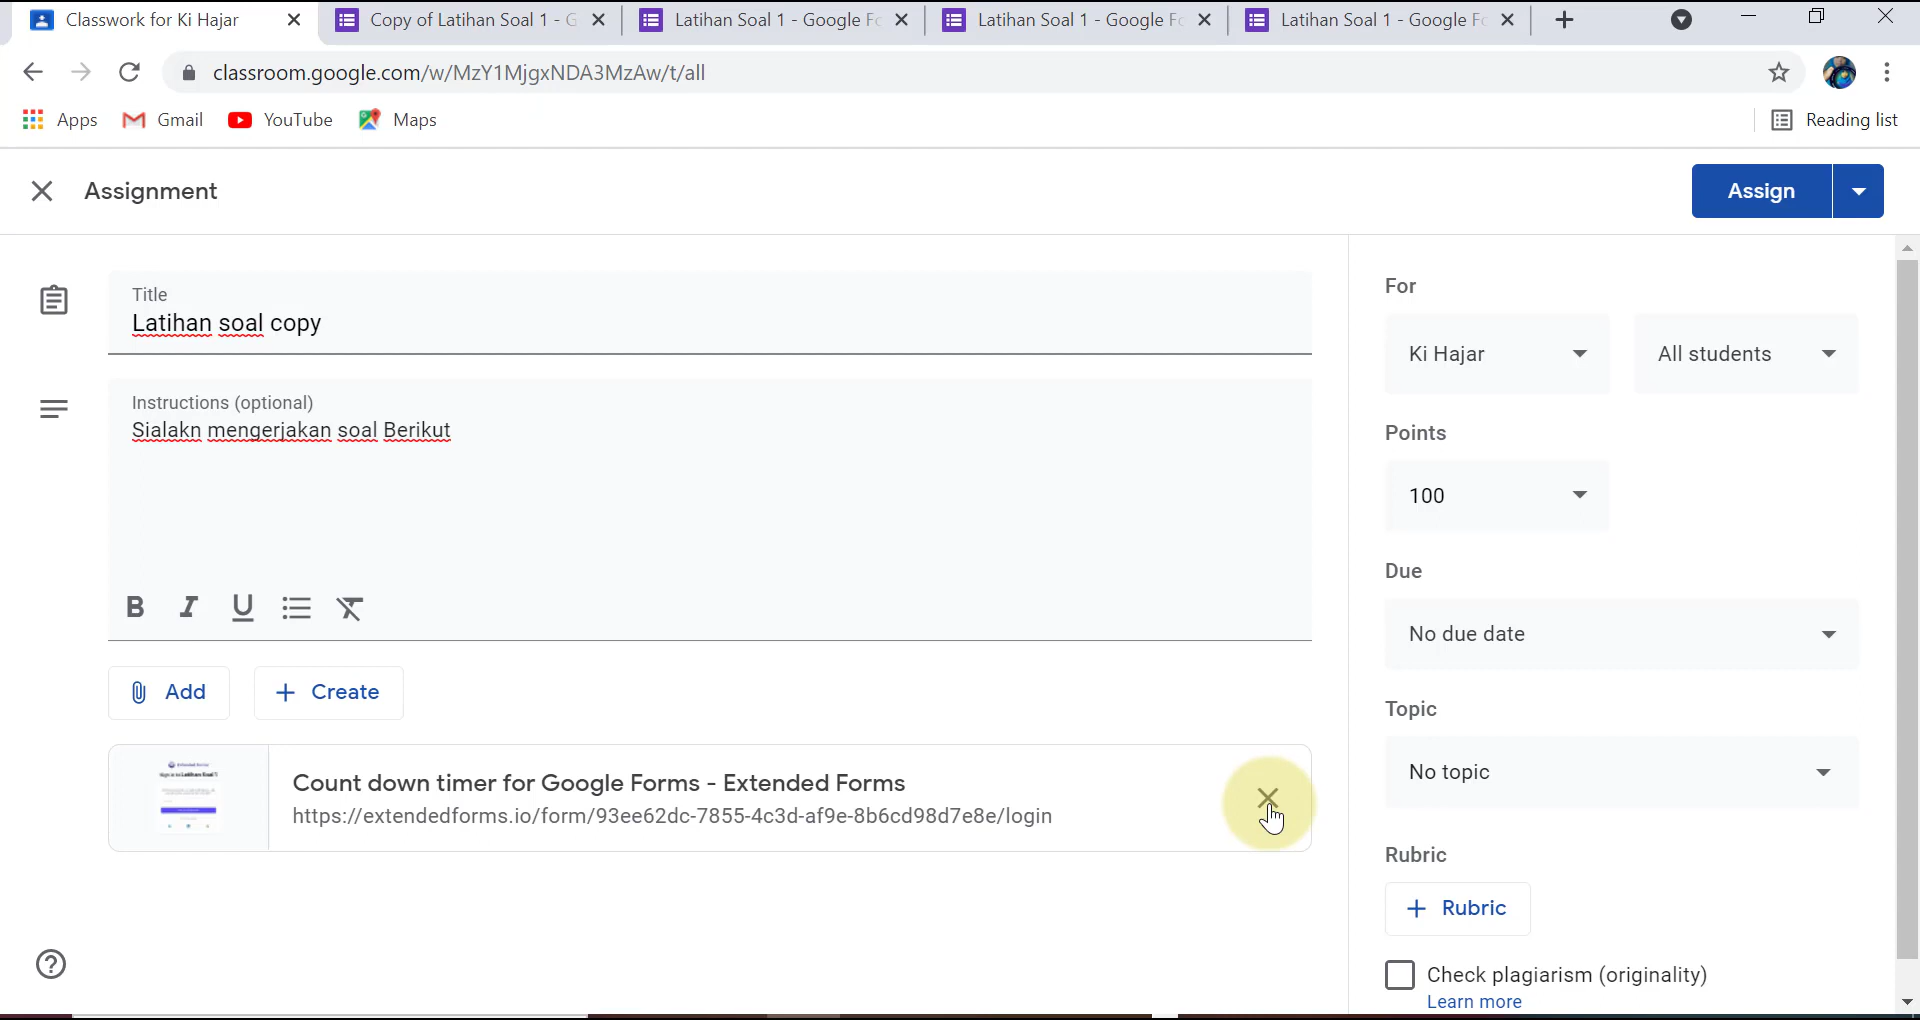 Classwork for Ki Hajar
Copy of Latihan Soal 1 - G
Latihan Soal 1 - Google Fo
Latihan Soal 1 - Google Fo
Latihan Soal 1 - Google Fo
classroom.google.com/w/MzY1MjgxNDA3MzAw/t/all
Apps
Gmail
YouTube
Maps
Reading list
Assignment
Assign
Title
Latihan soal copy
Instructions (optional)
Sialakn mengerjakan soal Berikut
B I U
Add
+ Create
Count down timer for Google Forms - Extended Forms
https://extendedforms.io/form/93ee62dc-7855-4c3d-af9e-8b6cd98d7e8e/login
For
Ki Hajar
All students
Points
100
Due
No due date
Topic
No topic
Rubric
+ Rubric
Check plagiarism (originality)
Learn more